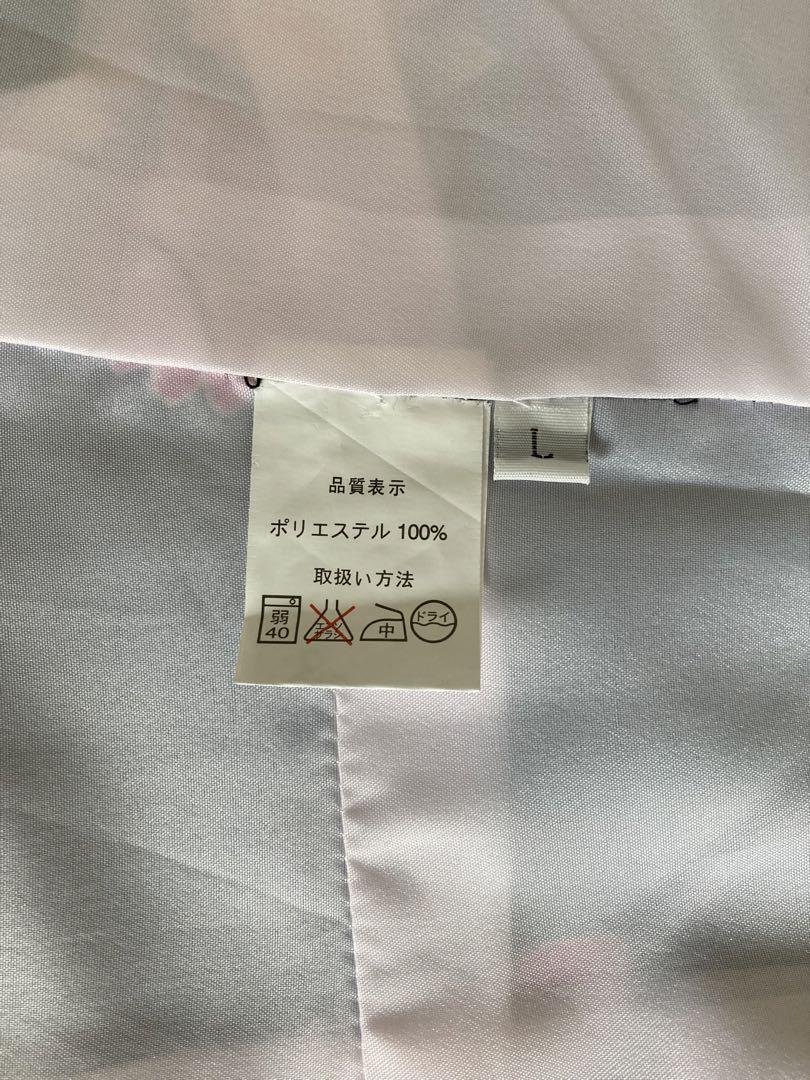 L
品質表示
ポリエステル 100%
取扱い方法
弱
40
エンソ
サラシ
中
ドライ